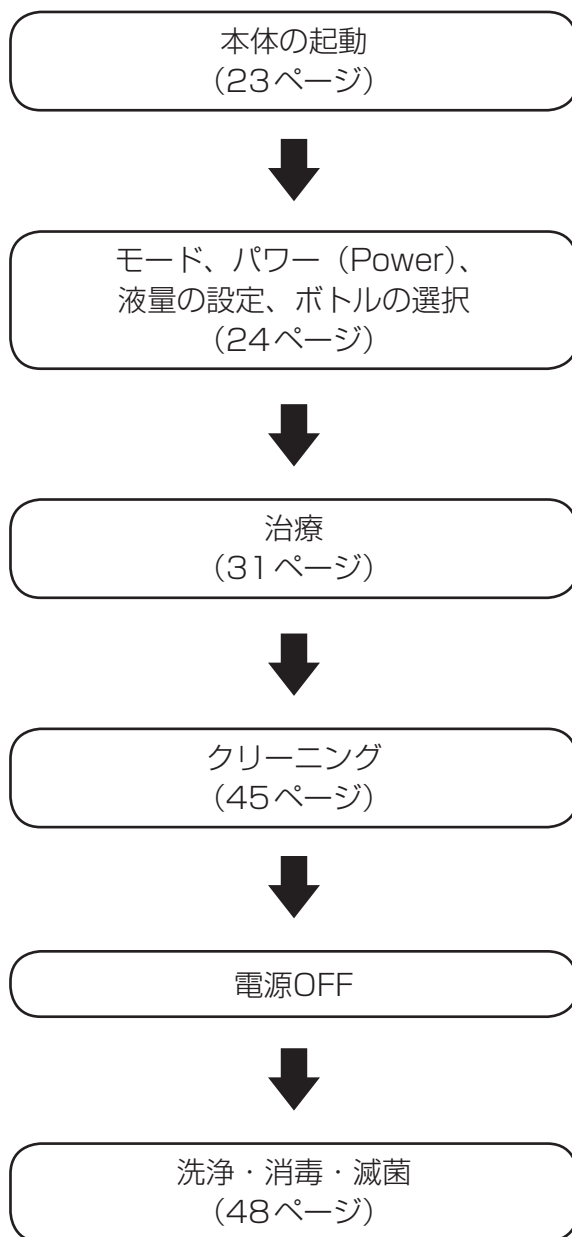 本体の起動
（23ページ）
モード、パワー（Power）、
液量の設定、ボトルの選択
（24ページ）
治療
（31ページ）
クリーニング
（45ページ）
電源OFF
洗浄・消毒・滅菌
（48ページ）